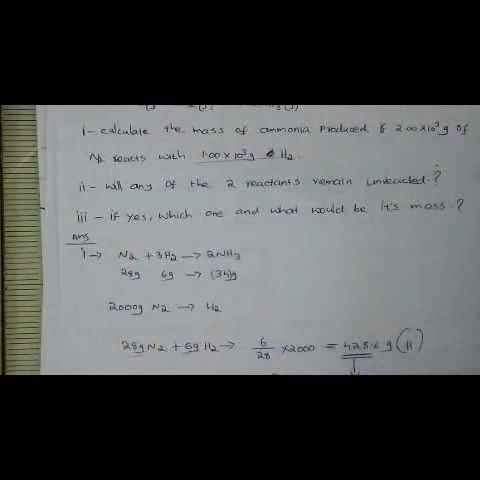 i - calculate the mass of ammonia produced if 2.00 x 10³ g of
N₂ reacts with 1.00 x 10³ g H₂.
ii - will any of the 2 reactants remain unreacted.?
iii - if yes, which one and what would be it's mass.?
Ans
i → N₂ + 3H₂ → 2NH₃
28g 6g → (34)g
2000g N₂ → H₂
28g N₂ + 6g H₂ → 6/28 x 2000 = 428.6 g (H